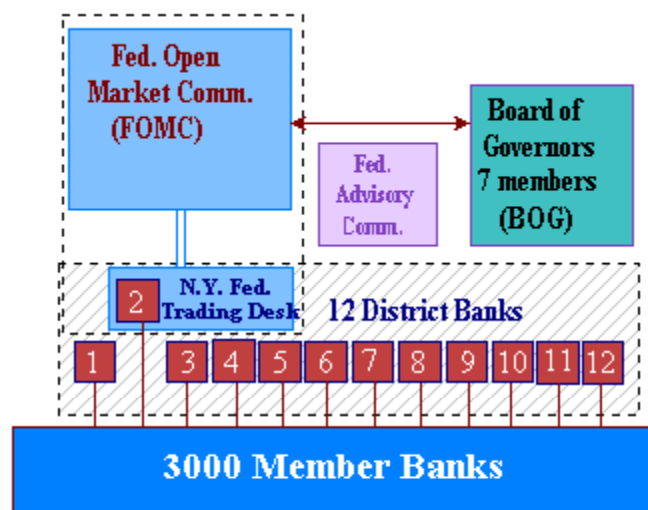 Fed. Open
Market Comm.
(FOMC)
Board of
Governors
7 members
(BOG)
Fed.
Advisory
Comm.
2
N.Y. Fed.
Trading Desk
12 District Banks
1 3 4 5 6 7 8 9 10 11 12
3000 Member Banks